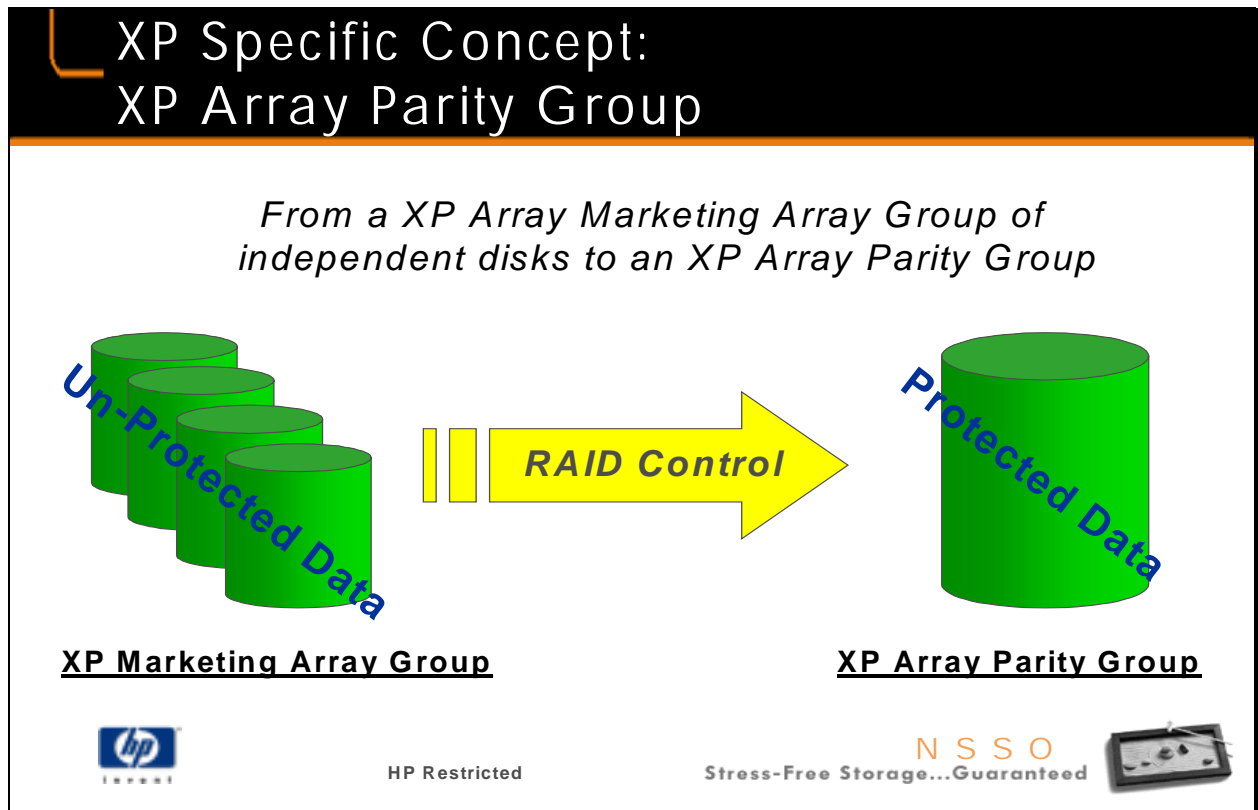 XP Specific Concept:
XP Array Parity Group
From a XP Array Marketing Array Group of
independent disks to an XP Array Parity Group
Un-Protected Data
RAID Control
Protected Data
XP Marketing Array Group
XP Array Parity Group
hp
invent
HP Restricted
N S S O
Stress-Free Storage...Guaranteed